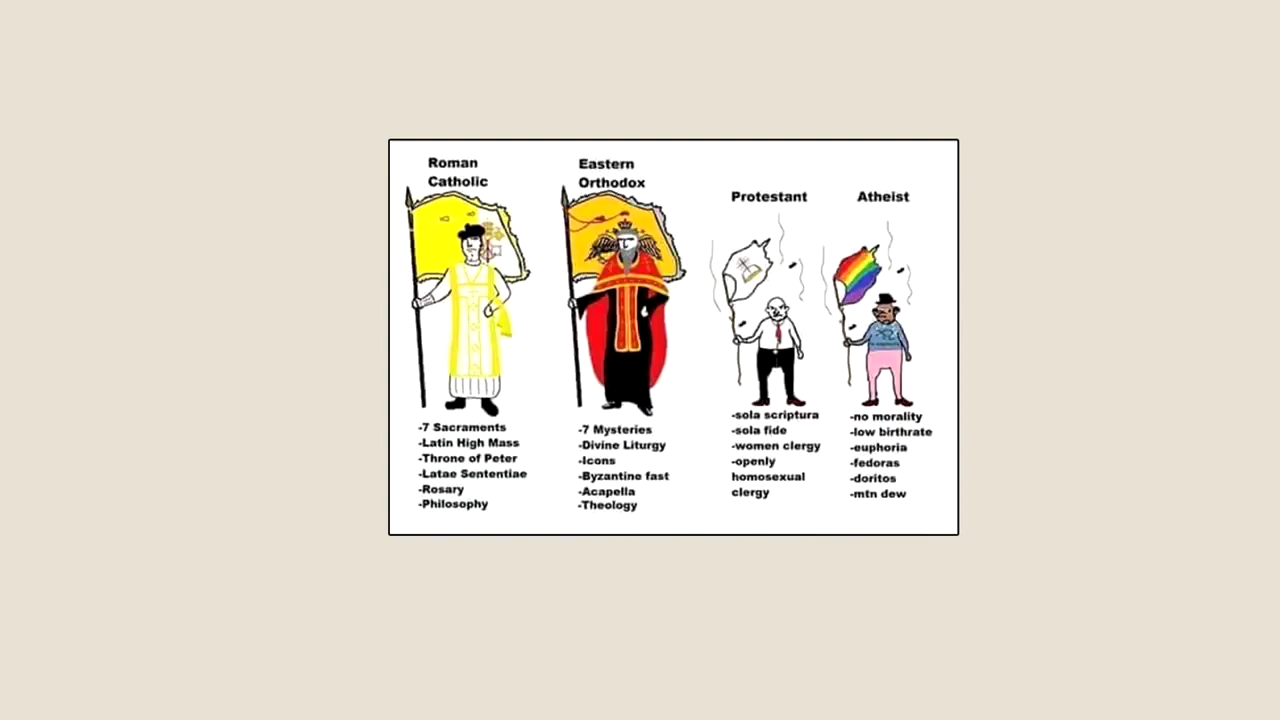 Roman
Catholic
-7 Sacraments
-Latin High Mass
-Throne of Peter
-Latae Sententiae
-Rosary
-Philosophy
Eastern
Orthodox
-7 Mysteries
-Divine Liturgy
-Icons
-Byzantine fast
-Acapella
-Theology
Protestant
-sola scriptura
-sola fide
-women clergy
-openly
homosexual
clergy
Atheist
-no morality
-low birthrate
-euphoria
-fedoras
-doritos
-mtn dew